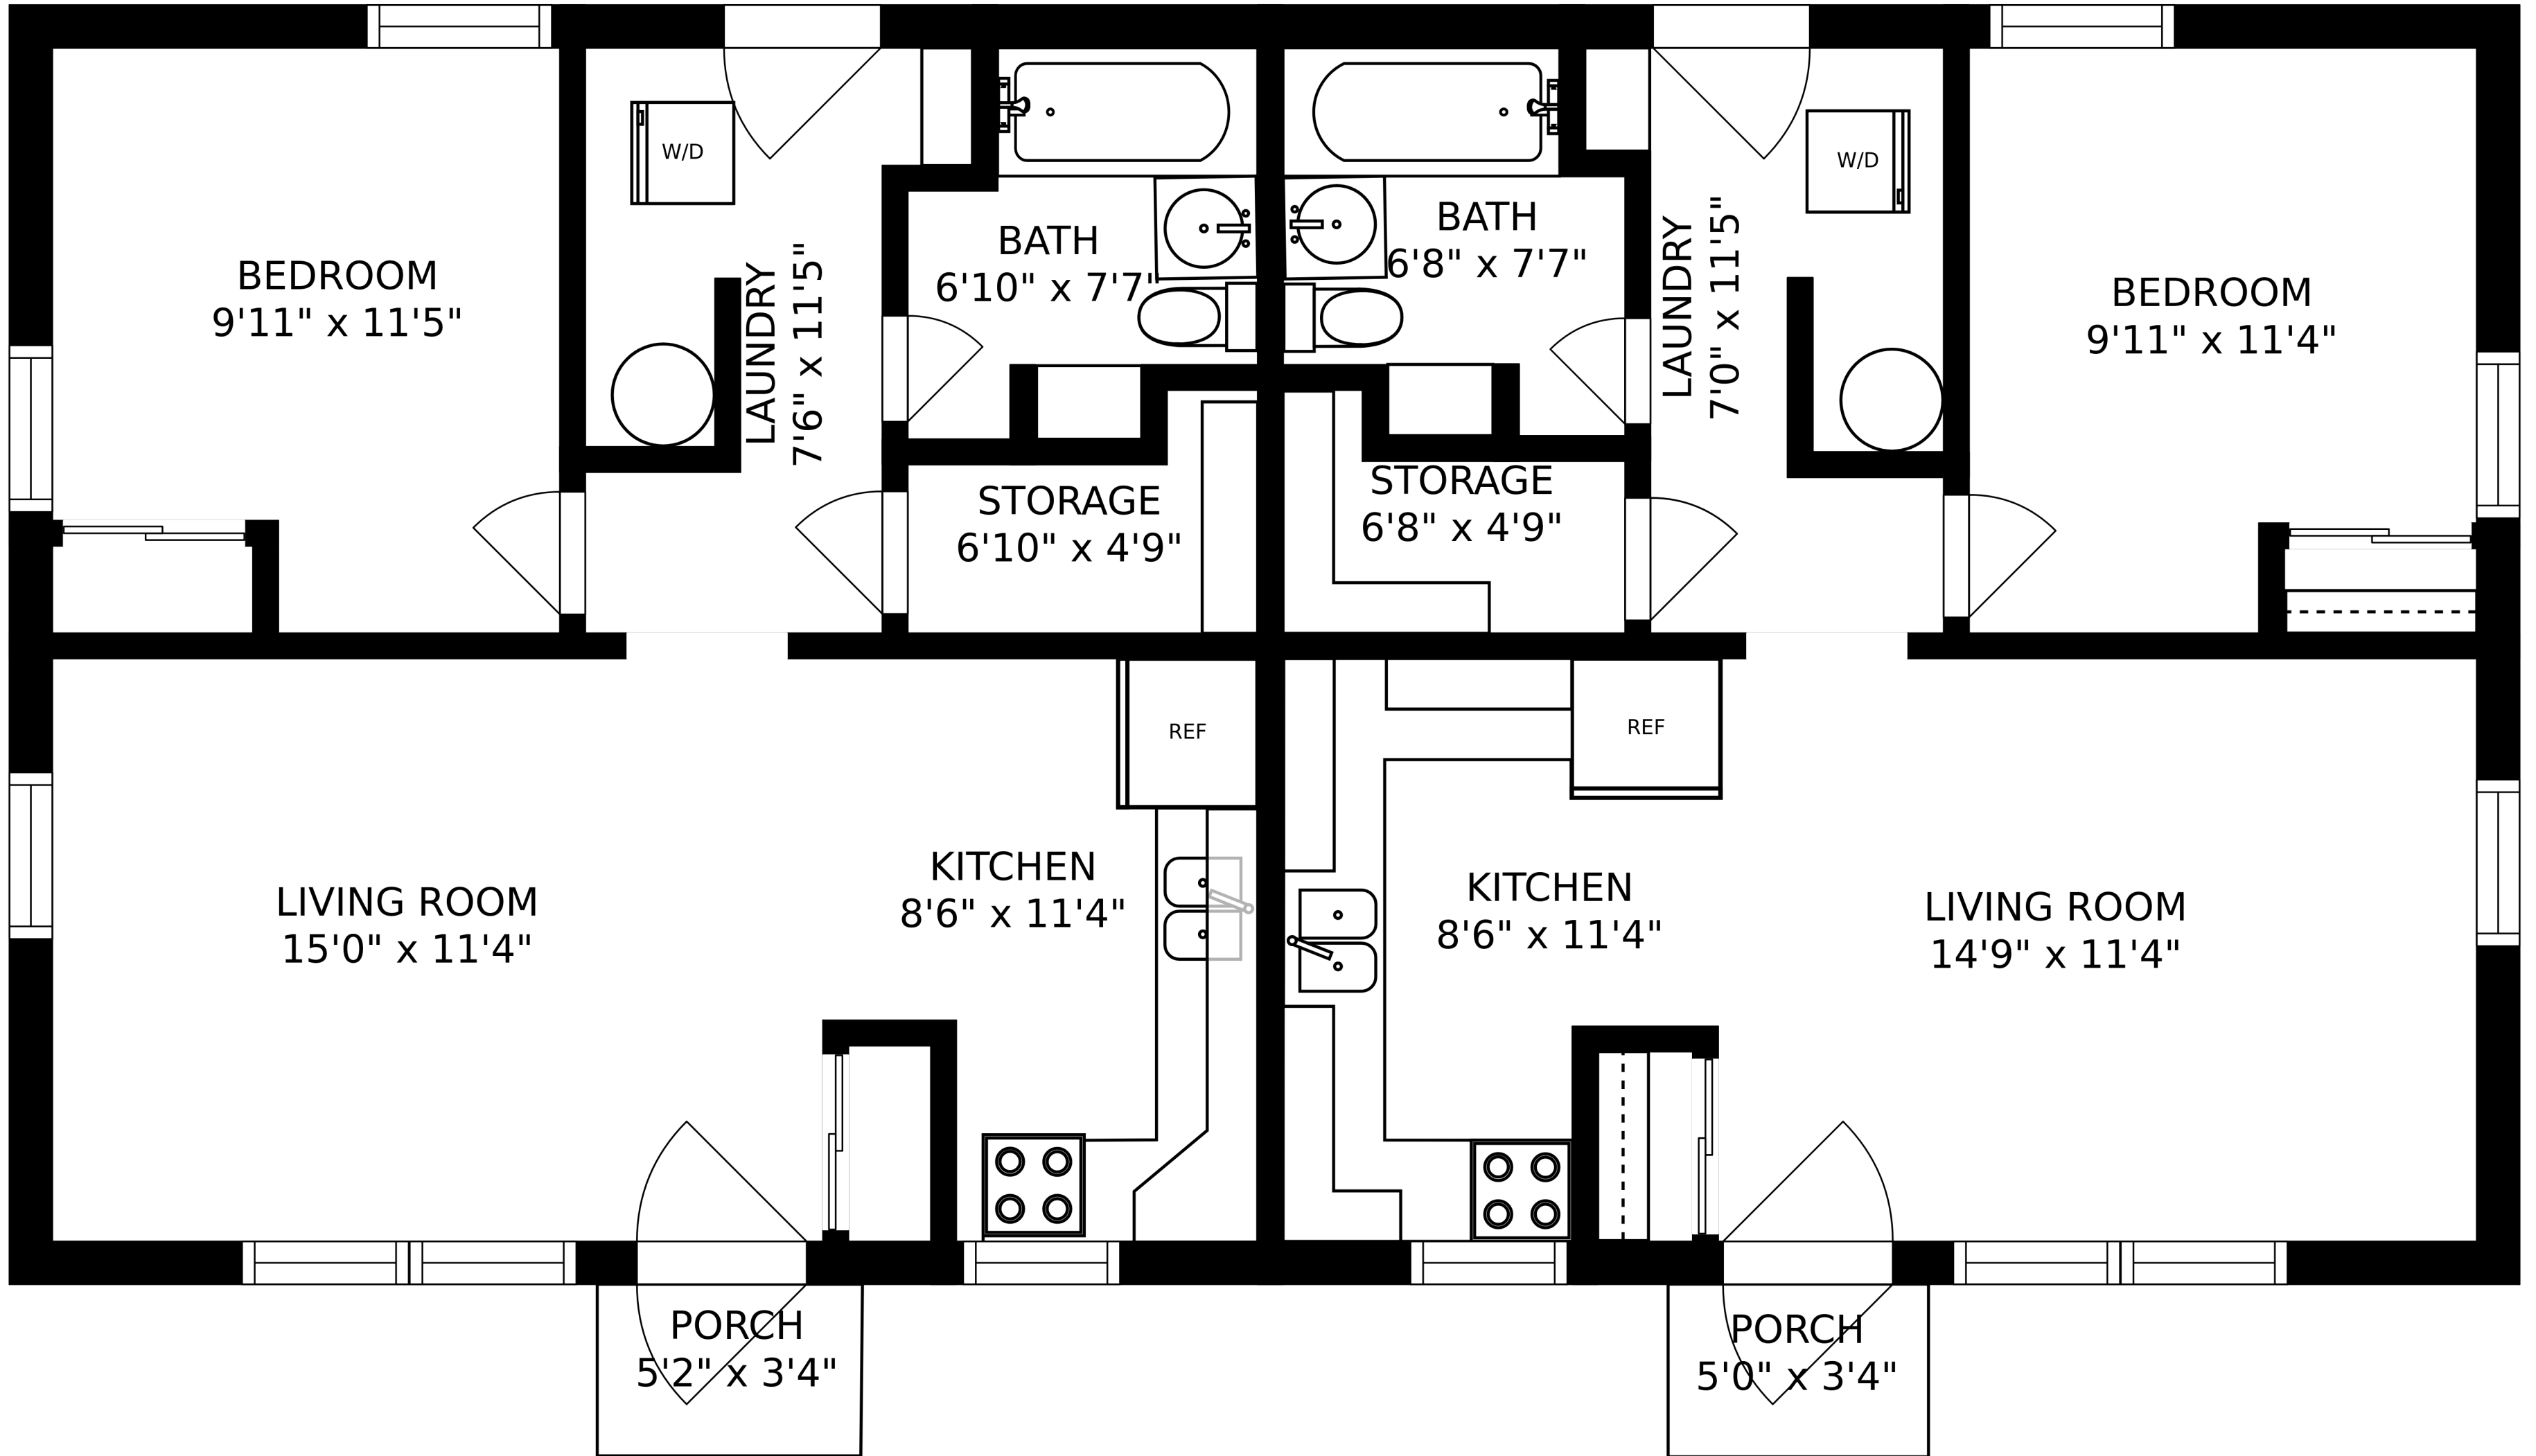 W/D
W/D
BATH
6'10" x 7'7"
BATH
6'8" x 7'7"
BEDROOM
9'11" x 11'5"
LAUNDRY
7'6" x 11'5"
LAUNDRY
7'0" x 11'5"
BEDROOM
9'11" x 11'4"
STORAGE
6'10" x 4'9"
STORAGE
6'8" x 4'9"
REF
REF
LIVING ROOM
15'0" x 11'4"
KITCHEN
8'6" x 11'4"
KITCHEN
8'6" x 11'4"
LIVING ROOM
14'9" x 11'4"
PORCH
5'2" x 3'4"
PORCH
5'0" x 3'4"